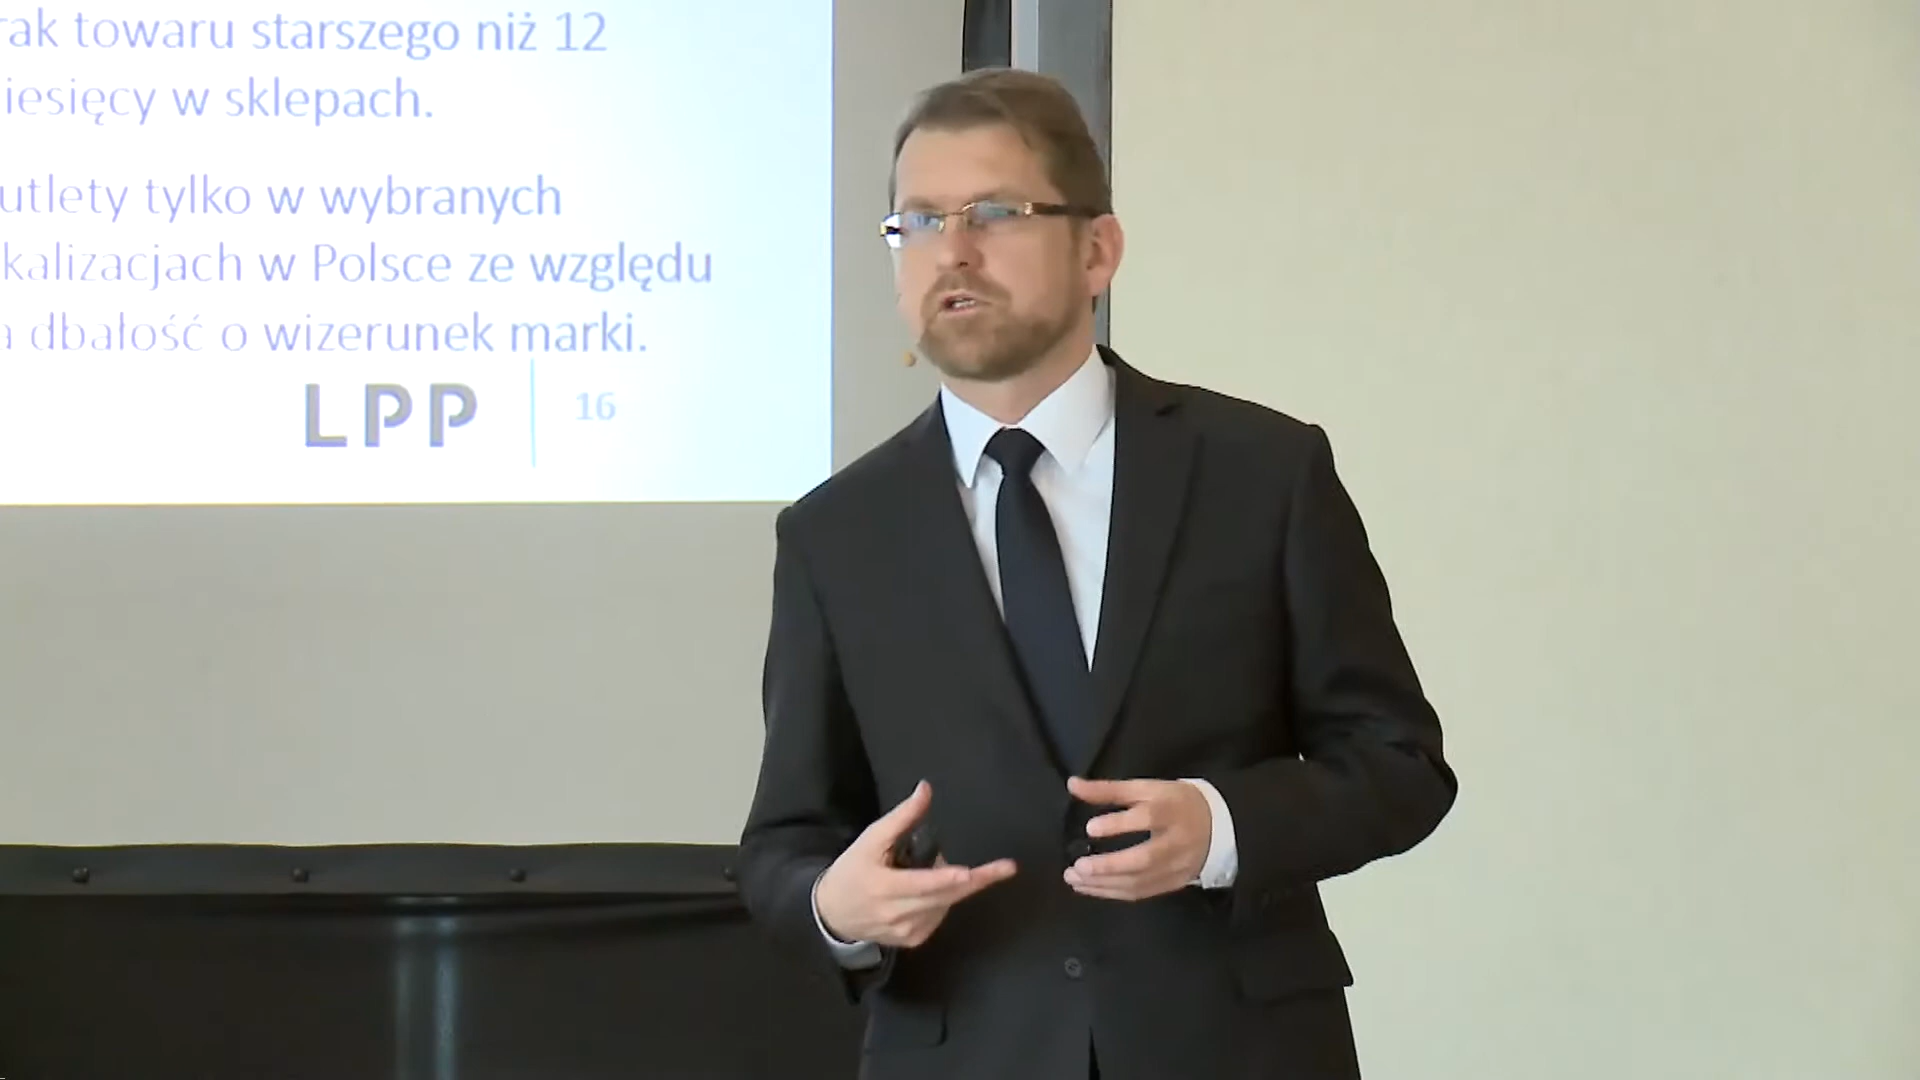 rak towaru starszego niż 12
iesięcy w sklepach.
utlety tylko w wybranych
kalizacjach w Polsce ze względu
a dbałość o wizerunek marki.
LPP 16